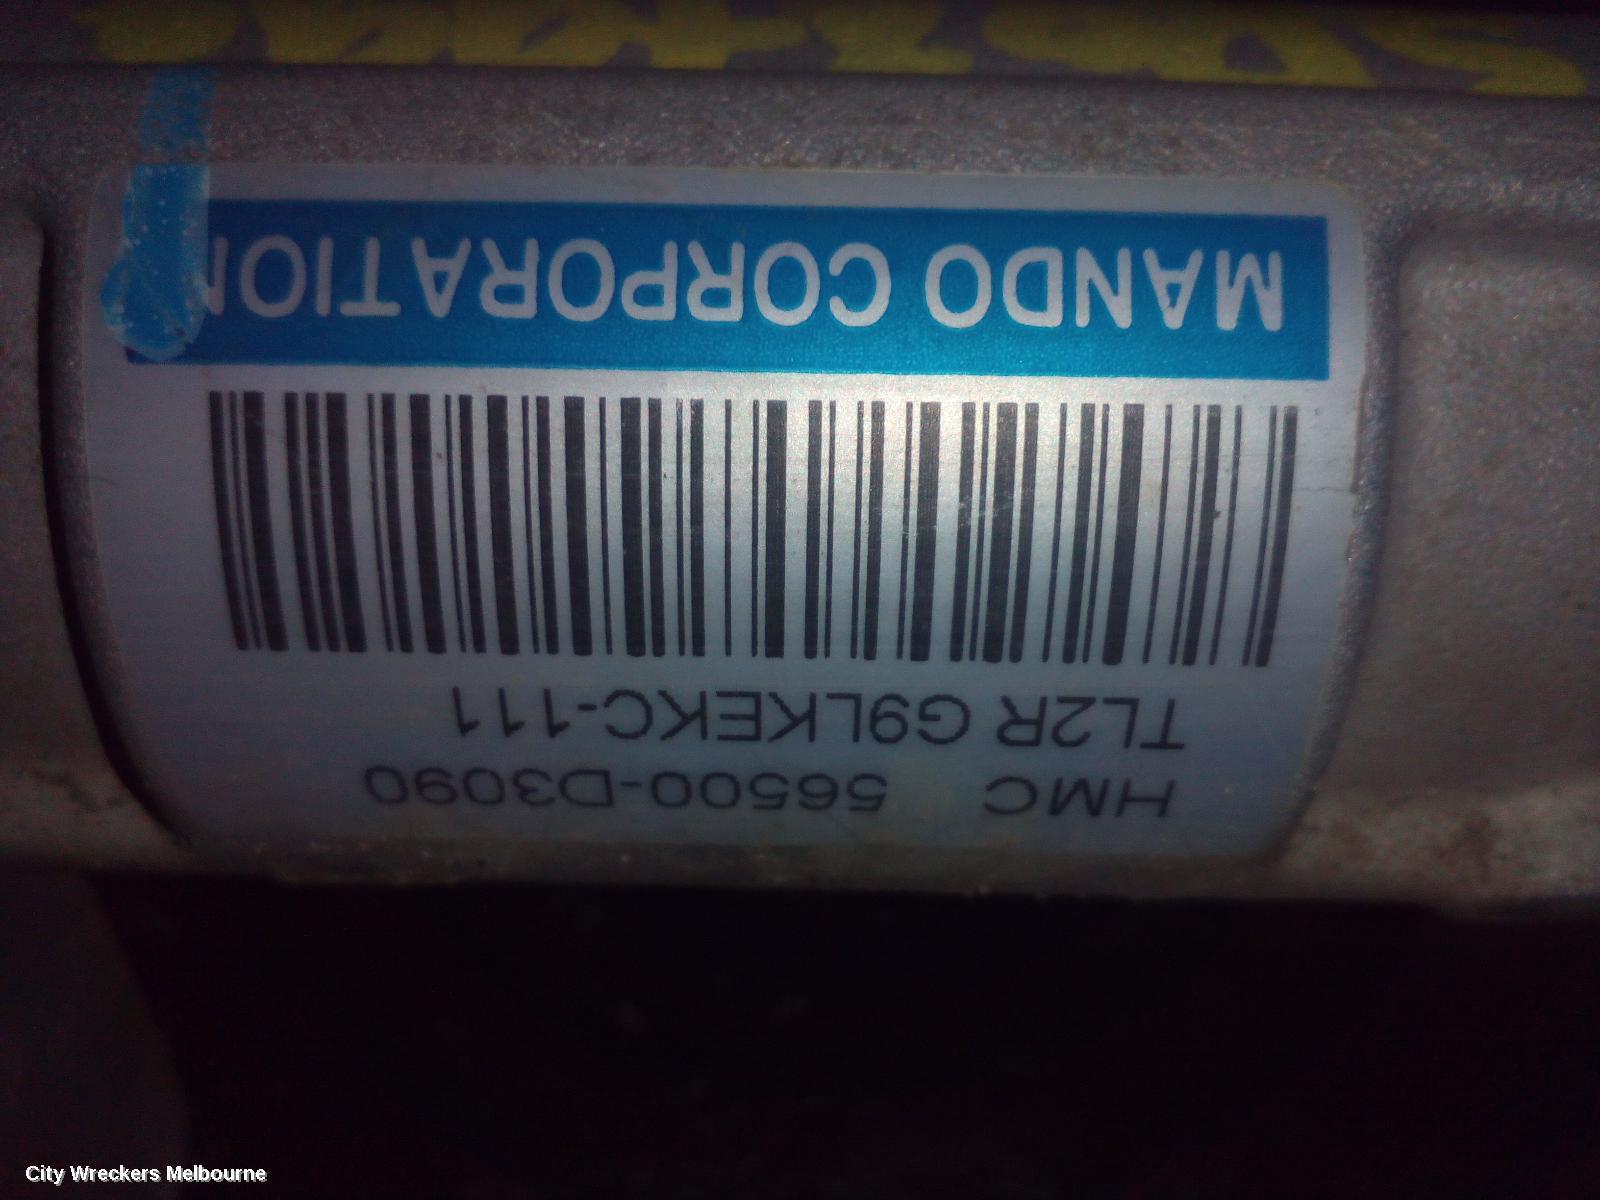 MANDO CORPORATION
TL2R G9LKEKC-111
HMC 56500-D3090
City Wreckers Melbourne